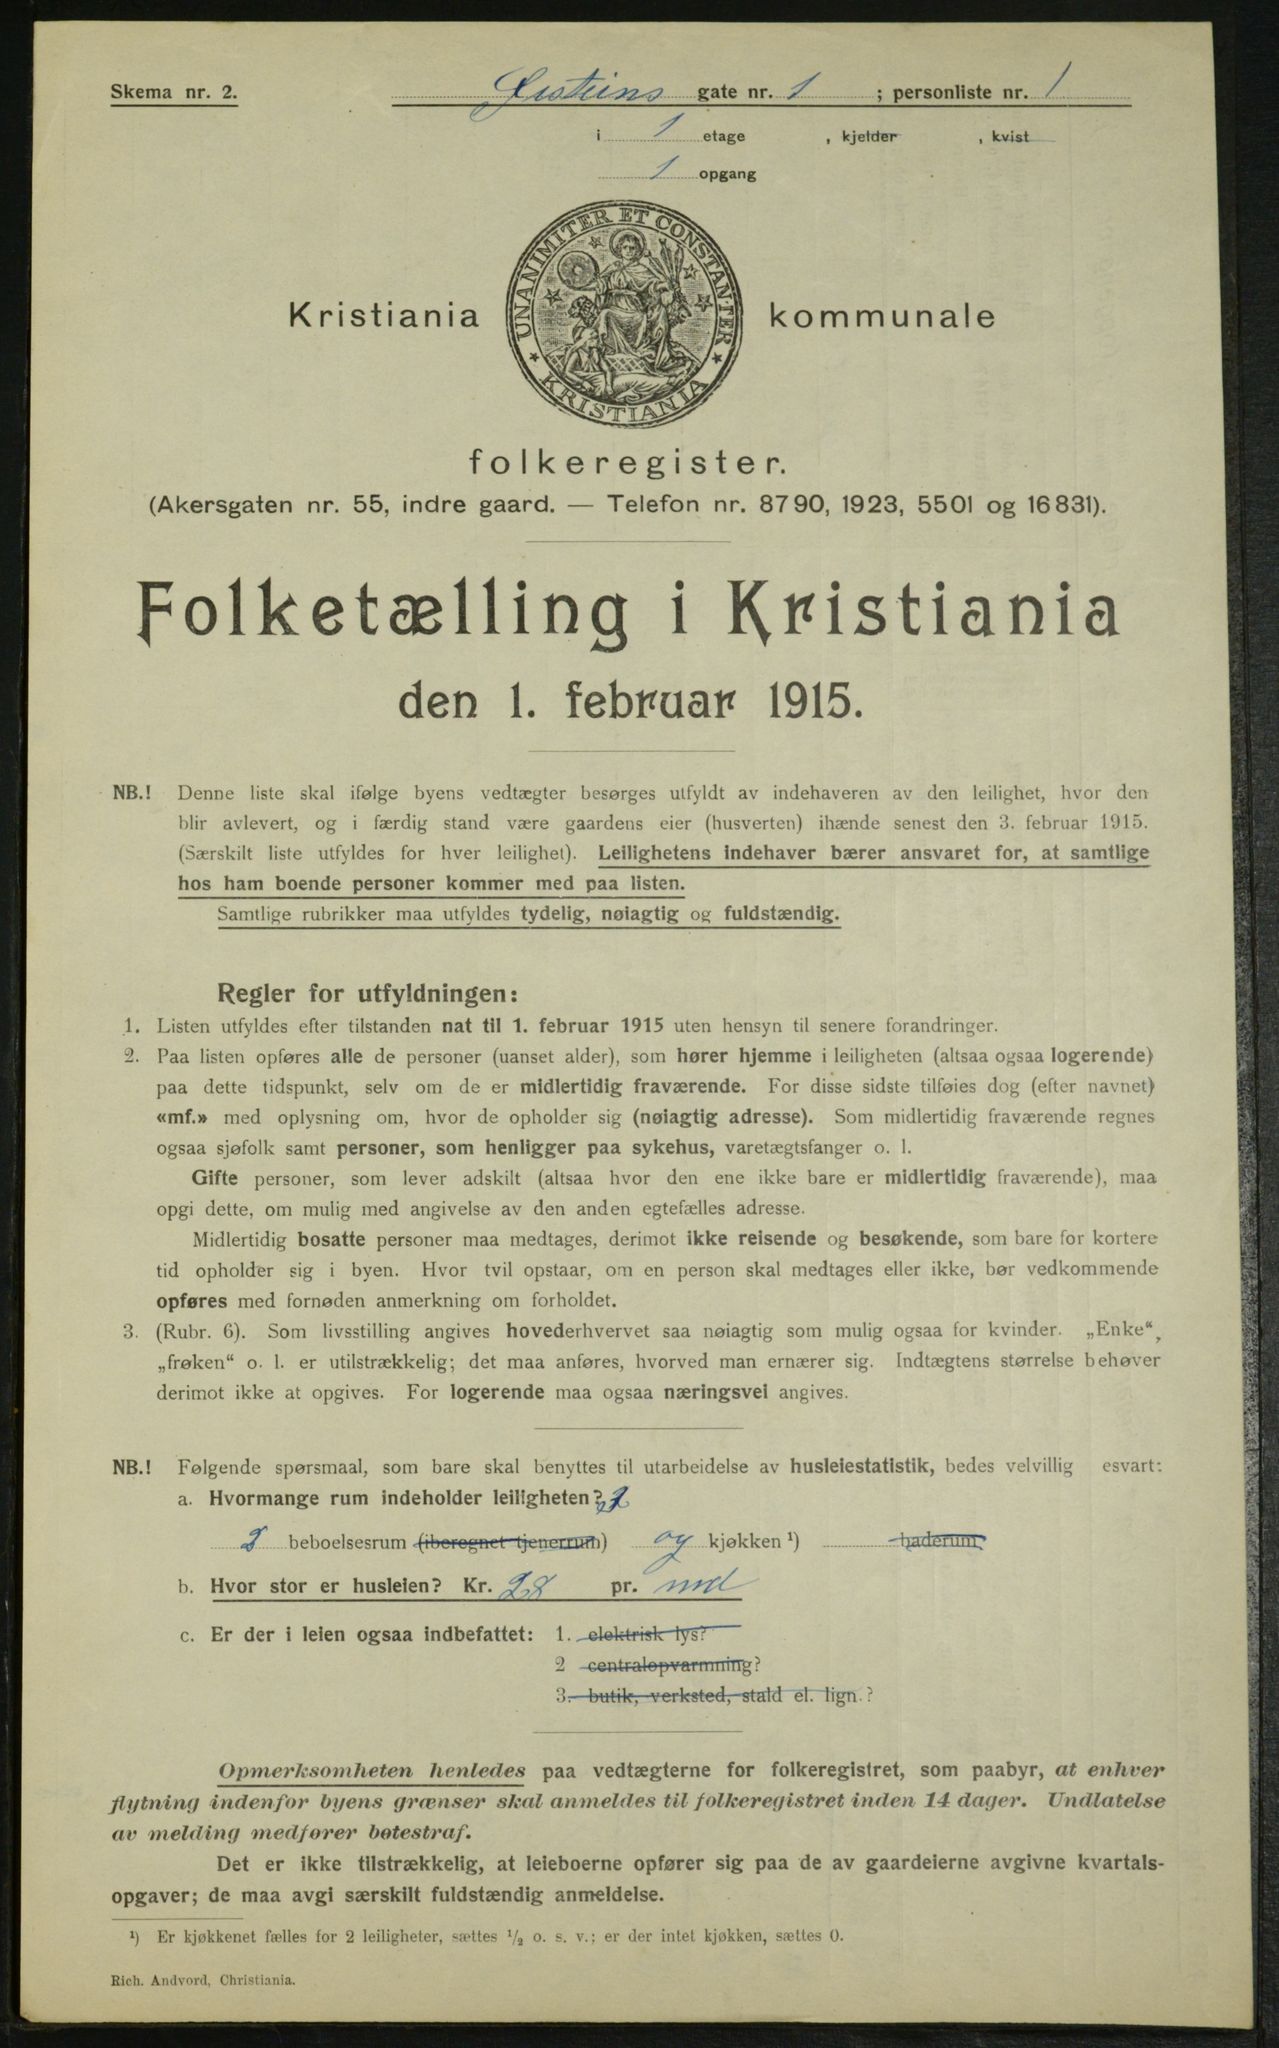 Skema nr. 2.
Østeins gate nr. 1 ; personliste nr. 1
i 1 etage , kjelder , kvist
1 opgang
UNANIMITER ET CONSTANTER
KRISTIANIA
Kristiania kommunale
folkeregister.
(Akersgaten nr. 55, indre gaard. — Telefon nr. 8790, 1923, 5501 og 16831).
Folketælling i Kristiania
den 1. februar 1915.
NB.! Denne liste skal ifølge byens vedtægter besørges utfyldt av indehaveren av den leilighet, hvor den
blir avlevert, og i færdig stand være gaardens eier (husverten) ihænde senest den 3. februar 1915.
(Særskilt liste utfyldes for hver leilighet). Leilighetens indehaver bærer ansvaret for, at samtlige
hos ham boende personer kommer med paa listen.
Samtlige rubrikker maa utfyldes tydelig, nøiagtig og fuldstændig.
Regler for utfyldningen:
1. Listen utfyldes efter tilstanden nat til 1. februar 1915 uten hensyn til senere forandringer.
2. Paa listen opføres alle de personer (uanset alder), som hører hjemme i leiligheten (altsaa ogsaa logerende)
paa dette tidspunkt, selv om de er midlertidig fraværende. For disse sidste tilføies dog (efter navnet)
«mf.» med oplysning om, hvor de opholder sig (nøiagtig adresse). Som midlertidig fraværende regnes
ogsaa sjøfolk samt personer, som henligger paa sykehus, varetægtsfanger o. l.
Gifte personer, som lever adskilt (altsaa hvor den ene ikke bare er midlertidig fraværende), maa
opgi dette, om mulig med angivelse av den anden egtefælles adresse.
Midlertidig bosatte personer maa medtages, derimot ikke reisende og besøkende, som bare for kortere
tid opholder sig i byen. Hvor tvil opstaar, om en person skal medtages eller ikke, bør vedkommende
opføres med fornøden anmerkning om forholdet.
3. (Rubr. 6). Som livsstilling angives hovederhvervet saa nøiagtig som mulig ogsaa for kvinder. „Enke“,
„frøken“ o. l. er utilstrækkelig; det maa anføres, hvorved man ernærer sig. Indtægtens størrelse behøver
derimot ikke at opgives. For logerende maa ogsaa næringsvei angives.
NB.! Følgende spørsmaal, som bare skal benyttes til utarbeidelse av husleiestatistik, bedes velvillig esvart:
a. Hvormange rum indeholder leiligheten?
2 beboelsesrum (iberegnet tjenerrum) og kjøkken ¹) baderum
b. Hvor stor er husleien? Kr. 22 pr. md
c. Er der i leien ogsaa indbefattet: 1. elektrisk lys?
2 centralopvarmning?
3. butik, verksted, stald el. lign.?
Opmerksomheten henledes paa vedtægterne for folkeregistret, som paabyr, at enhver
flytning indenfor byens grænser skal anmeldes til folkeregistret inden 14 dager. Undlatelse
av melding medfører bøtestraf.
Det er ikke tilstrækkelig, at leieboerne opfører sig paa de av gaardeierne avgivne kvartals-
opgaver; de maa avgi særskilt fuldstændig anmeldelse.
¹) Er kjøkkenet fælles for 2 leiligheter, sættes ¹/₂ o. s. v.; er der intet kjøkken, sættes 0.
Rich. Andvord, Christiania.